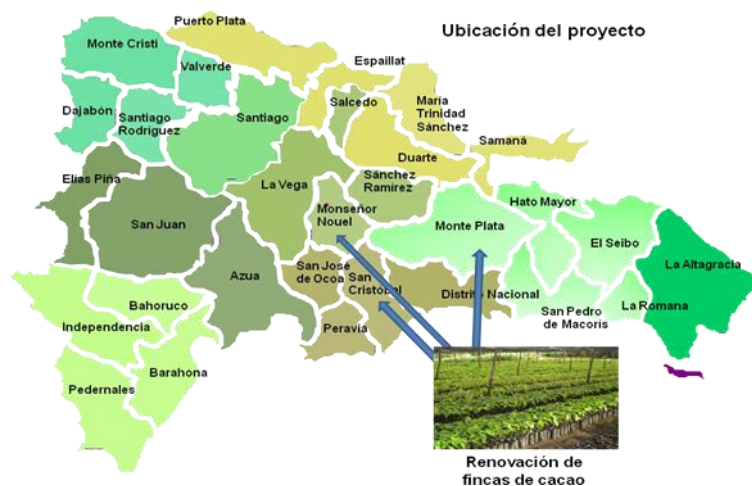 Ubicación del proyecto
Puerto Plata
Monte Cristi
Valverde
Espaillat
Dajabón
Santiago
Rodríguez
Santiago
Salcedo
María
Trinidad
Sánchez
Samaná
Duarte
Elías Piña
La Vega
Sánchez
Ramírez
San Juan
Monseñor
Nouel
Monte Plata
Hato Mayor
El Seibo
La Altagracia
Azua
San José
de Ocoa
San
Cristóbal
Distrito Nacional
San Pedro
de Macorís
La Romana
Bahoruco
Independencia
Peravia
Barahona
Pedernales
Renovación de
fincas de cacao